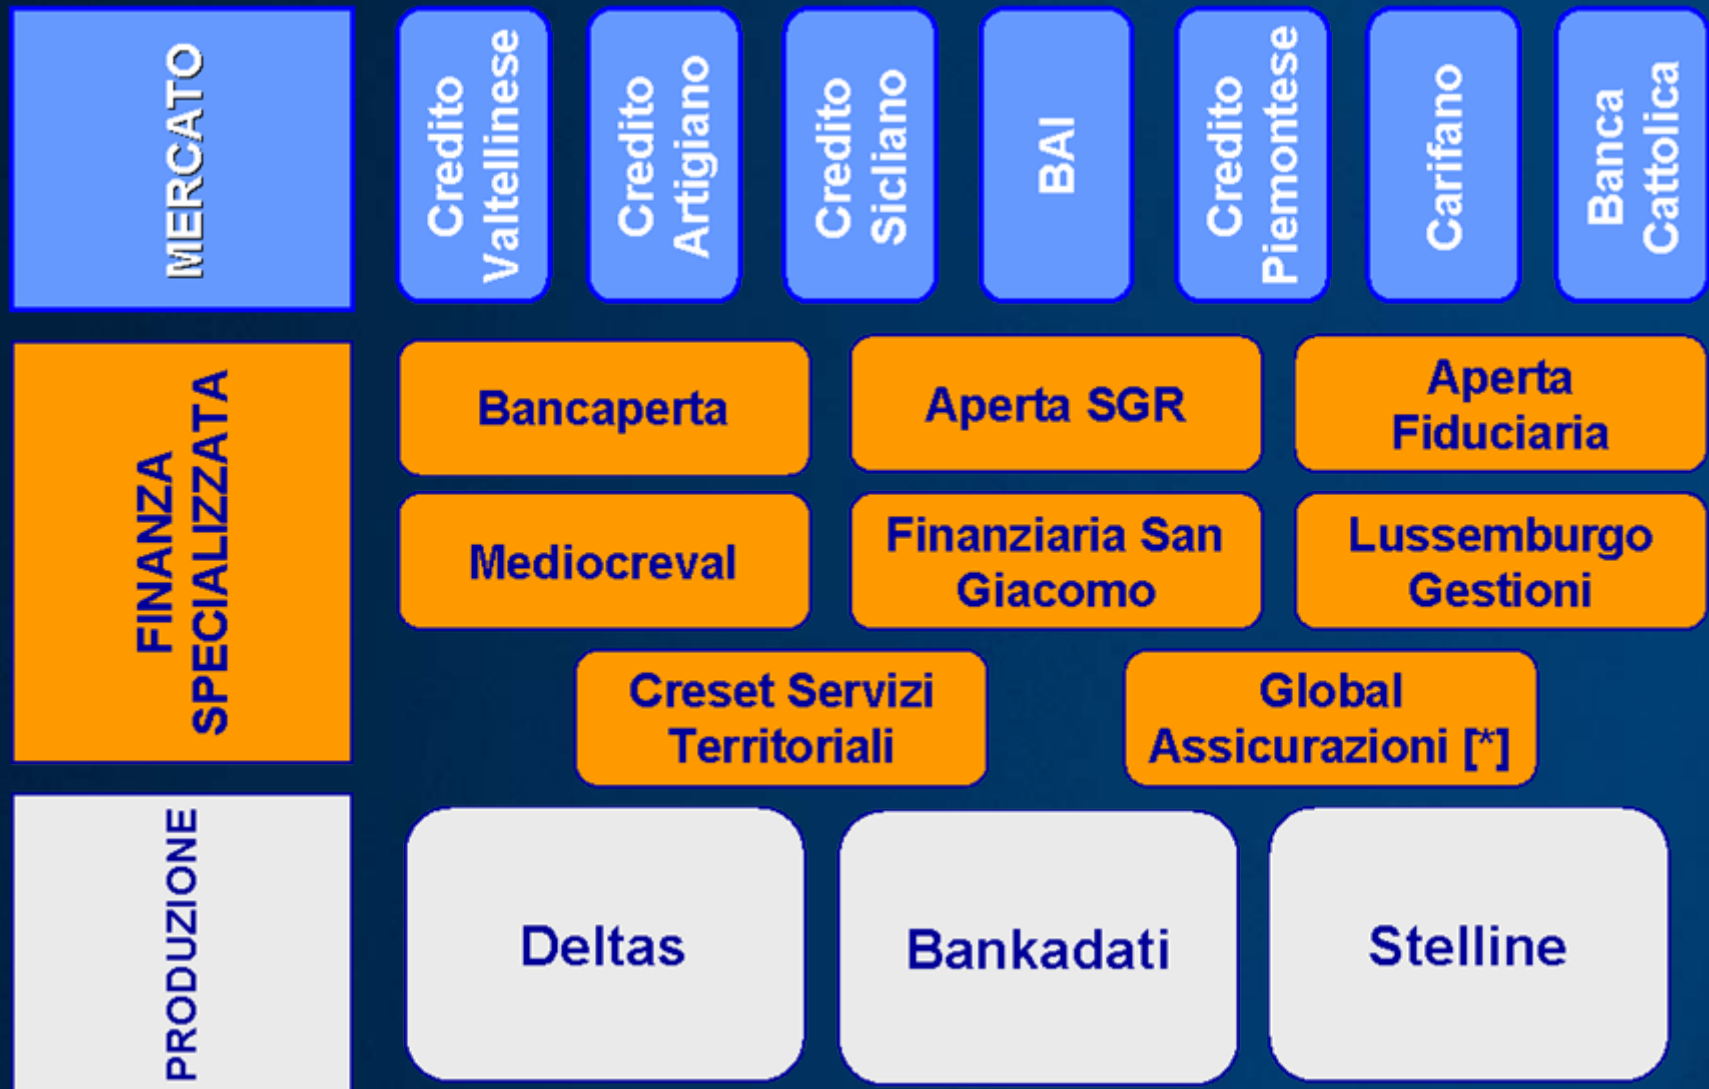 MERCATO
Credito
Valtellinese
Credito
Artigiano
Credito
Sicliano
BAI
Credito
Piemontese
Carifano
Banca
Cattolica
FINANZA
SPECIALIZZATA
Bancaperta
Aperta SGR
Aperta
Fiduciaria
Mediocreval
Finanziaria San
Giacomo
Lussemburgo
Gestioni
Creset Servizi
Territoriali
Global
Assicurazioni [*]
PRODUZIONE
Deltas
Bankadati
Stelline